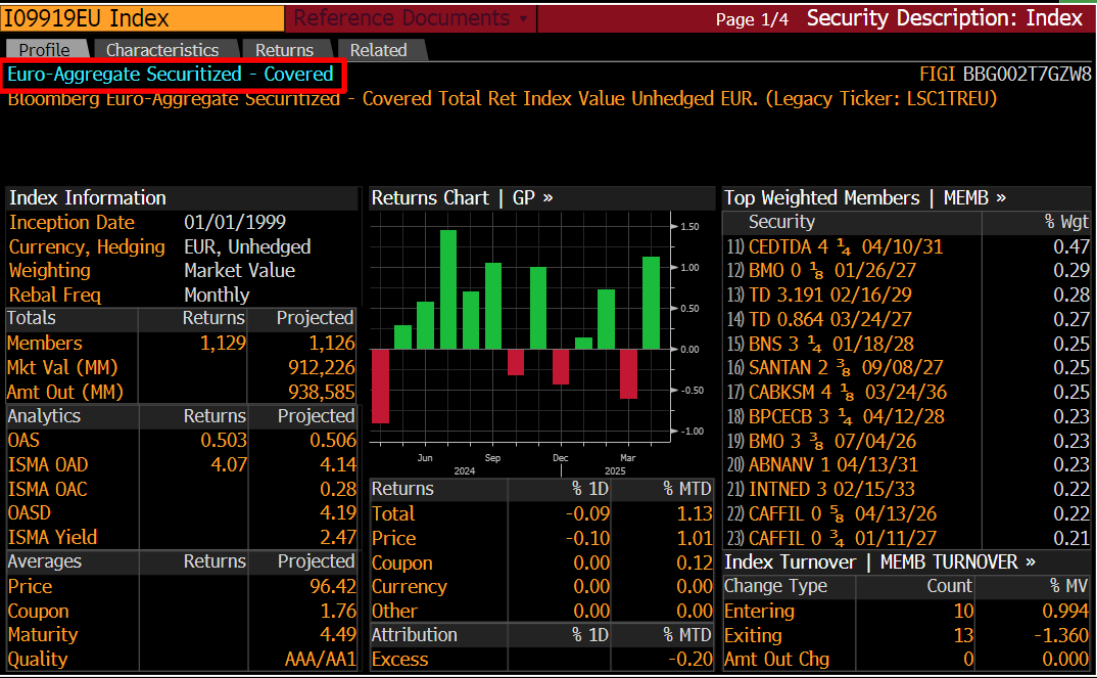 I09919EU Index Reference Documents Page 1/4 Security Description: Index
Profile Characteristics Returns Related
Euro-Aggregate Securitized - Covered FIGI BBG002T7GZW8
Bloomberg Euro-Aggregate Securitized - Covered Total Ret Index Value Unhedged EUR. (Legacy Ticker: LSC1TREU)
Index Information
Inception Date 01/01/1999
Currency, Hedging EUR, Unhedged
Weighting Market Value
Rebal Freq Monthly
Totals Returns Projected
Members 1,129 1,126
Mkt Val (MM) 912,226
Amt Out (MM) 938,585
Analytics Returns Projected
OAS 0.503 0.506
ISMA OAD 4.07 4.14
ISMA OAC 0.28
OASD 4.19
ISMA Yield 2.47
Averages Returns Projected
Price 96.42
Coupon 1.76
Maturity 4.49
Quality AAA/AA1
Returns Chart | GP »
1.50
1.00
0.50
0.00
-0.50
-1.00
Jun Sep Dec Mar
2024 2025
Returns % 1D % MTD
Total -0.09 1.13
Price -0.10 1.01
Coupon 0.00 0.12
Currency 0.00 0.00
Other 0.00 0.00
Attribution % 1D % MTD
Excess -0.20
Top Weighted Members | MEMB »
Security % Wgt
11) CEDTDA 4 ¼ 04/10/31 0.47
12) BMO 0 ⅛ 01/26/27 0.29
13) TD 3.191 02/16/29 0.28
14) TD 0.864 03/24/27 0.27
15) BNS 3 ¼ 01/18/28 0.25
16) SANTAN 2 ⅜ 09/08/27 0.25
17) CABKSM 4 ⅛ 03/24/36 0.25
18) BPCECB 3 ¼ 04/12/28 0.23
19) BMO 3 ⅜ 07/04/26 0.23
20) ABNANV 1 04/13/31 0.23
21) INTNED 3 02/15/33 0.22
22) CAFFIL 0 ⅝ 04/13/26 0.22
23) CAFFIL 0 ¾ 01/11/27 0.21
Index Turnover | MEMB TURNOVER »
Change Type Count % MV
Entering 10 0.994
Exiting 13 -1.360
Amt Out Chg 0 0.000